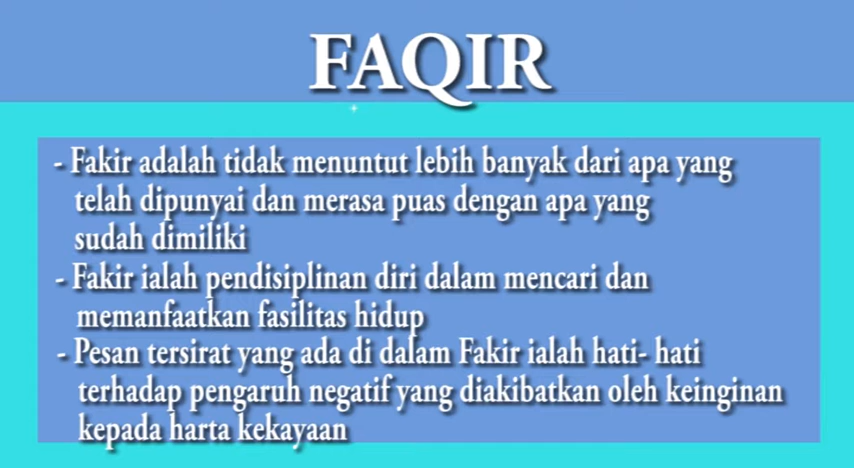 FAQIR
- Fakir adalah tidak menuntut lebih banyak dari apa yang
telah dipunyai dan merasa puas dengan apa yang
sudah dimiliki
- Fakir ialah pendisiplinan diri dalam mencari dan
memanfaatkan fasilitas hidup
- Pesan tersirat yang ada di dalam Fakir ialah hati- hati
terhadap pengaruh negatif yang diakibatkan oleh keinginan
kepada harta kekayaan